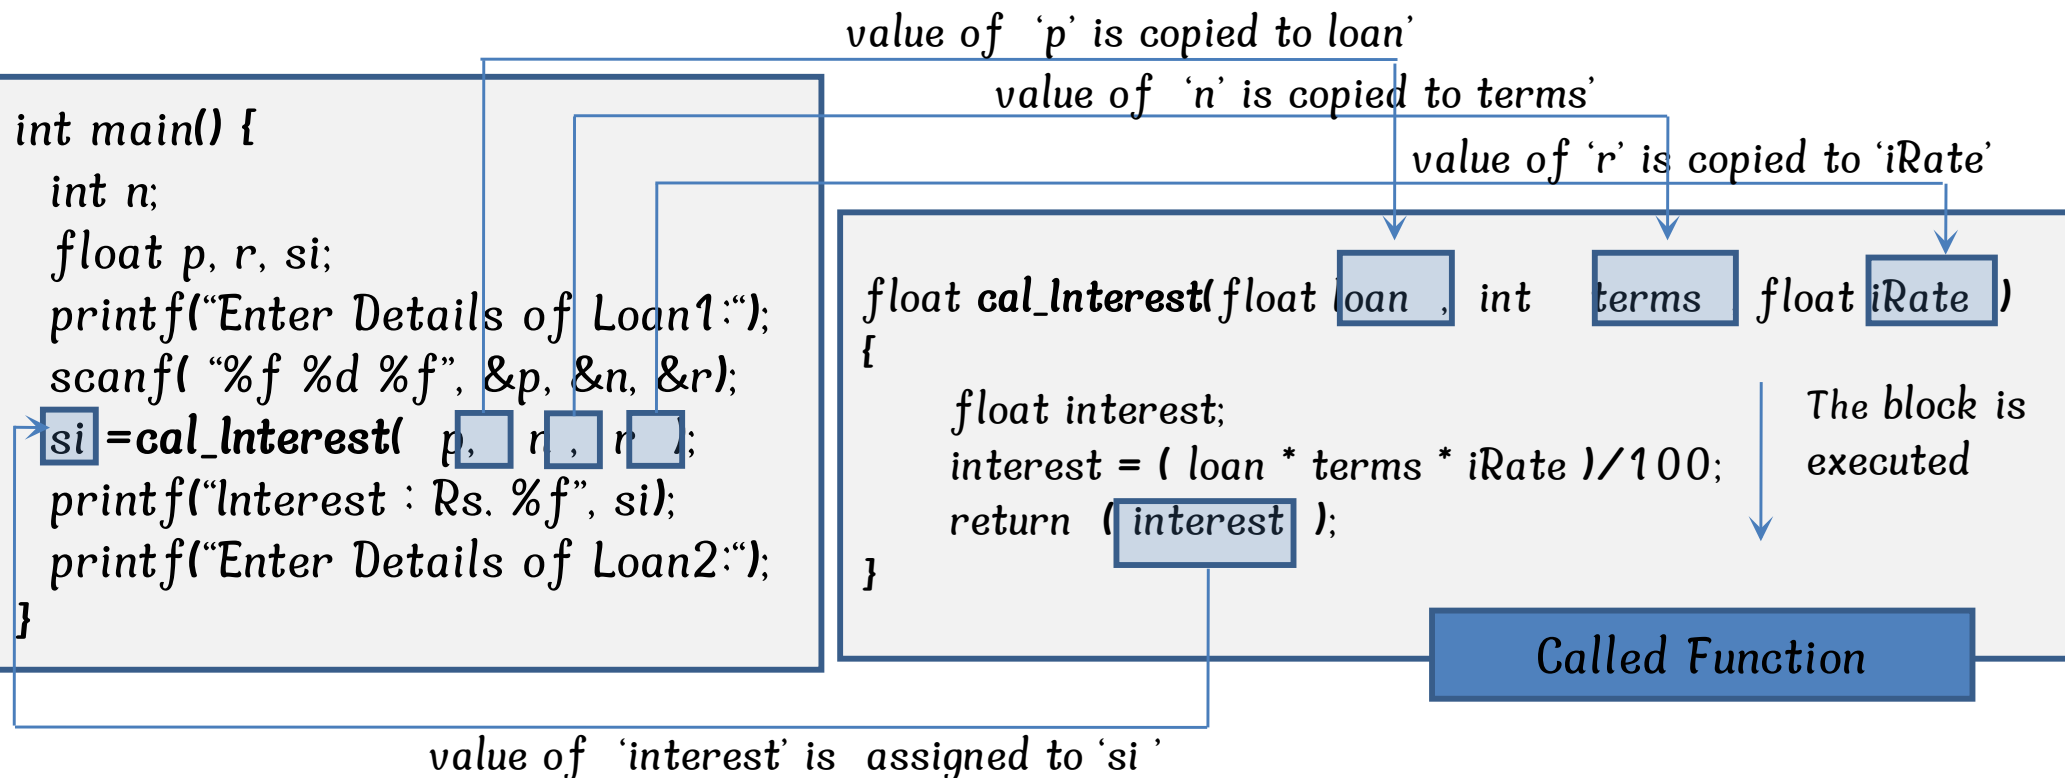 value of ‘p’ is copied to loan’
value of ‘n’ is copied to terms’
value of ‘r’ is copied to ‘iRate’
int main() {
int n;
float p, r, si;
printf(“Enter Details of Loan1:“);
scanf( “%f %d %f”, &p, &n, &r);
si =cal_Interest( p, n , r );
printf(“Interest : Rs. %f”, si);
printf(“Enter Details of Loan2:“);
}
float cal_Interest(float loan , int terms , float iRate )
{
float interest;
interest = ( loan * terms * iRate )/100;
return ( interest );
}
The block is
executed
Called Function
value of ‘interest’ is assigned to ‘si ’